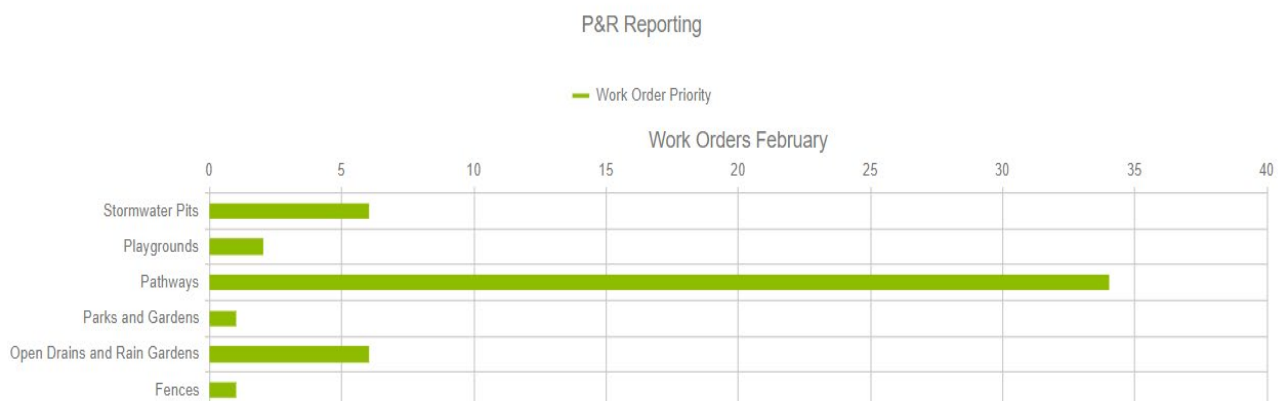 P&R Reporting
Work Order Priority
Work Orders February
0 5 10 15 20 25 30 35 40
Stormwater Pits
Playgrounds
Pathways
Parks and Gardens
Open Drains and Rain Gardens
Fences